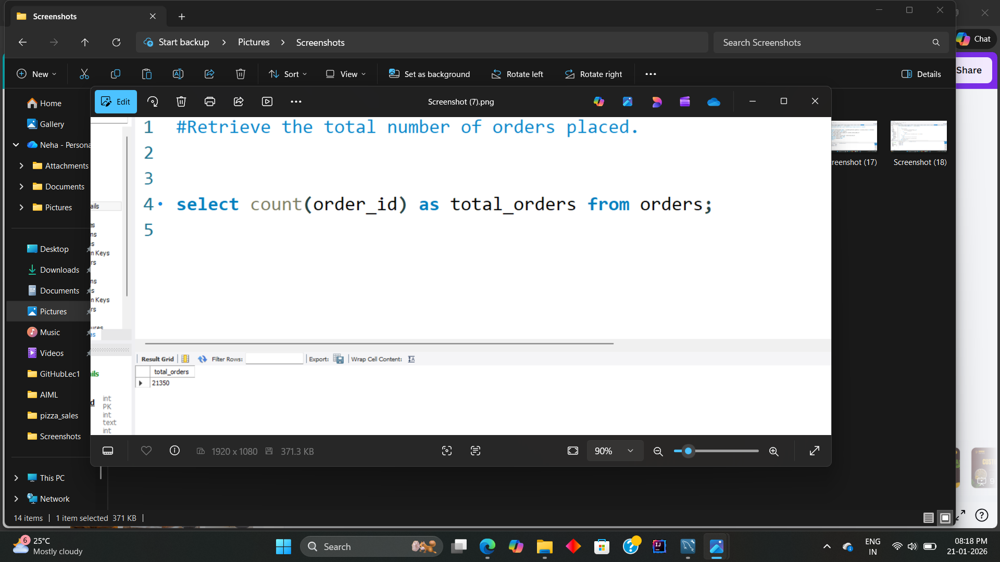 Screenshots
Start backup > Pictures > Screenshots
Search Screenshots
Chat
New
Sort
View
Set as background
Rotate left
Rotate right
Details
Share
Home
Gallery
Neha - Persona
Attachments
Documents
Pictures
Desktop
Downloads
Documents
Pictures
Music
Videos
GitHubLec1
AIML
pizza_sales
Screenshots
This PC
Network
Edit
Screenshot (7).png
1 #Retrieve the total number of orders placed.
2
3
4 select count(order_id) as total_orders from orders;
5
ails
es
ms
s
n Keys
rs
ms
s
n Keys
rs
ures
as
ils
d
int
PK
int
text
int
Result Grid
Filter Rows:
Export:
Wrap Cell Content:
total_orders
21350
1920 x 1080
371.3 KB
90%
reenshot (17)
Screenshot (18)
14 items
1 item selected 371 KB
6
25°C
Mostly cloudy
Search
ENG
IN
08:18 PM
21-01-2026